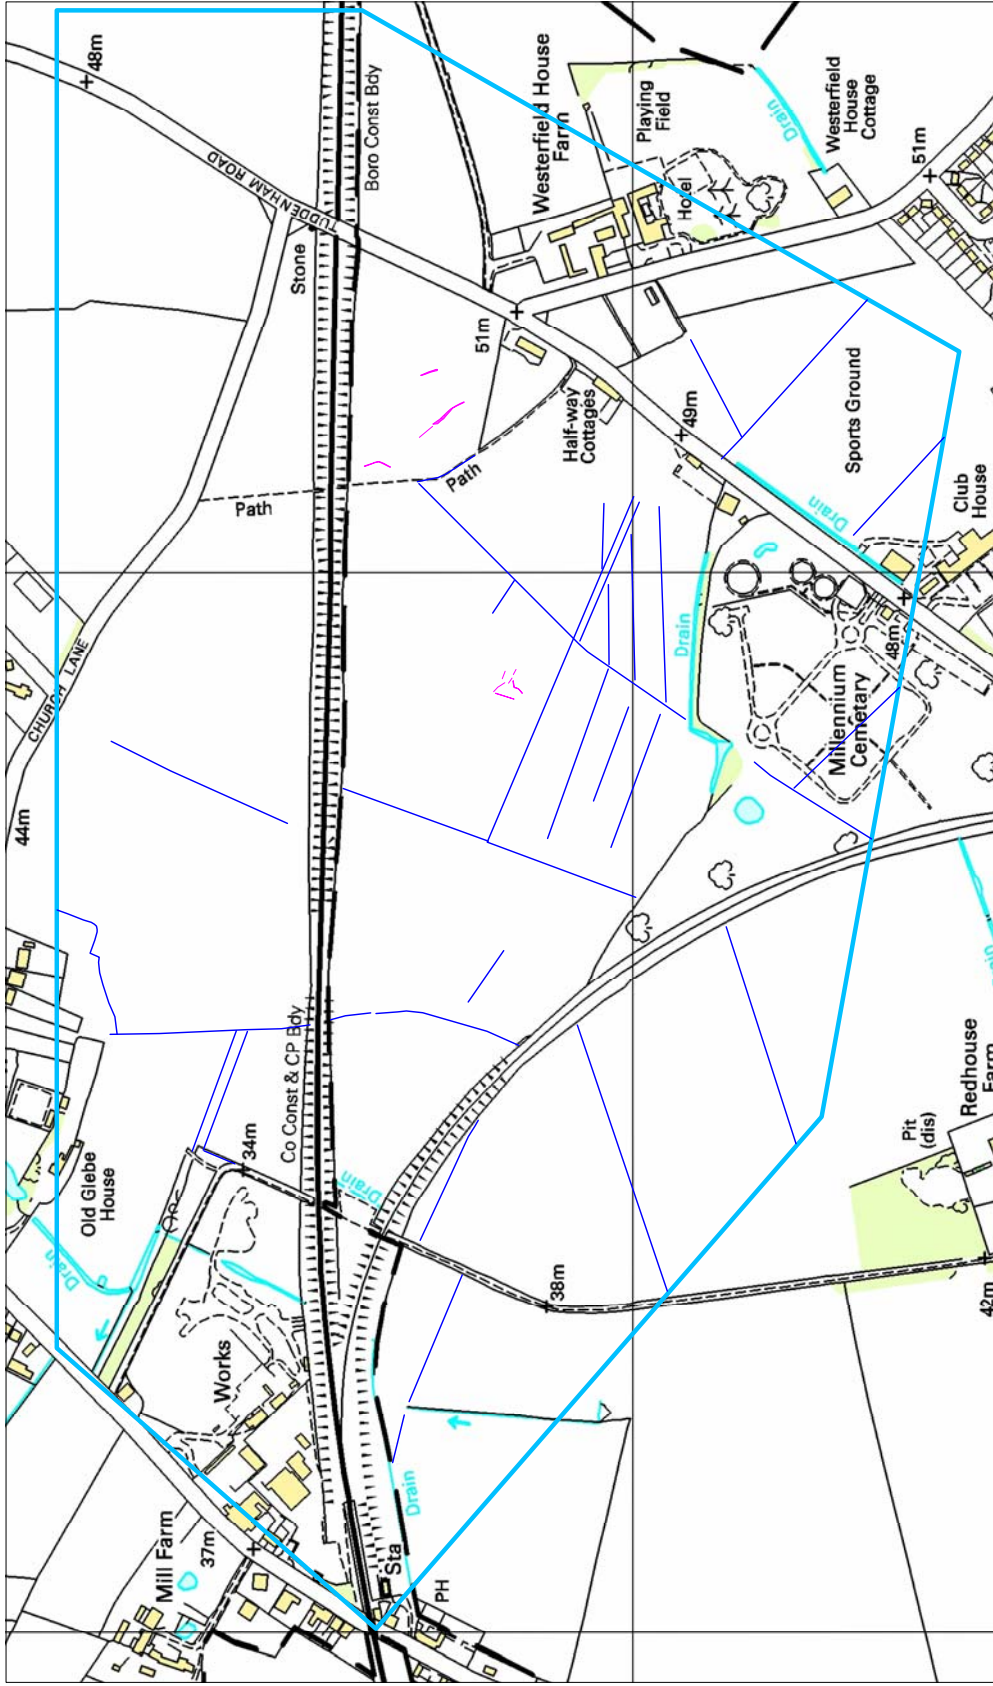 48m
TUDDENHAM ROAD
Boro Const Bdy
Stone
Westerfield House
Farm
Playing
Field
Hotel
Drain
Westerfield
House
Cottage
51m
51m
Half-way
Cottages
49m
Sports Ground
Path
Path
Drain
Club
House
CHURCH LANE
Drain
48m
Millennium
Cemetary
44m
Co Const & CP Bdy
Old Glebe
House
34m
Drain
Drain
Works
38m
Pit
(dis)
Redhouse
Farm
42m
Mill Farm
37m
Sta
PH
Drain